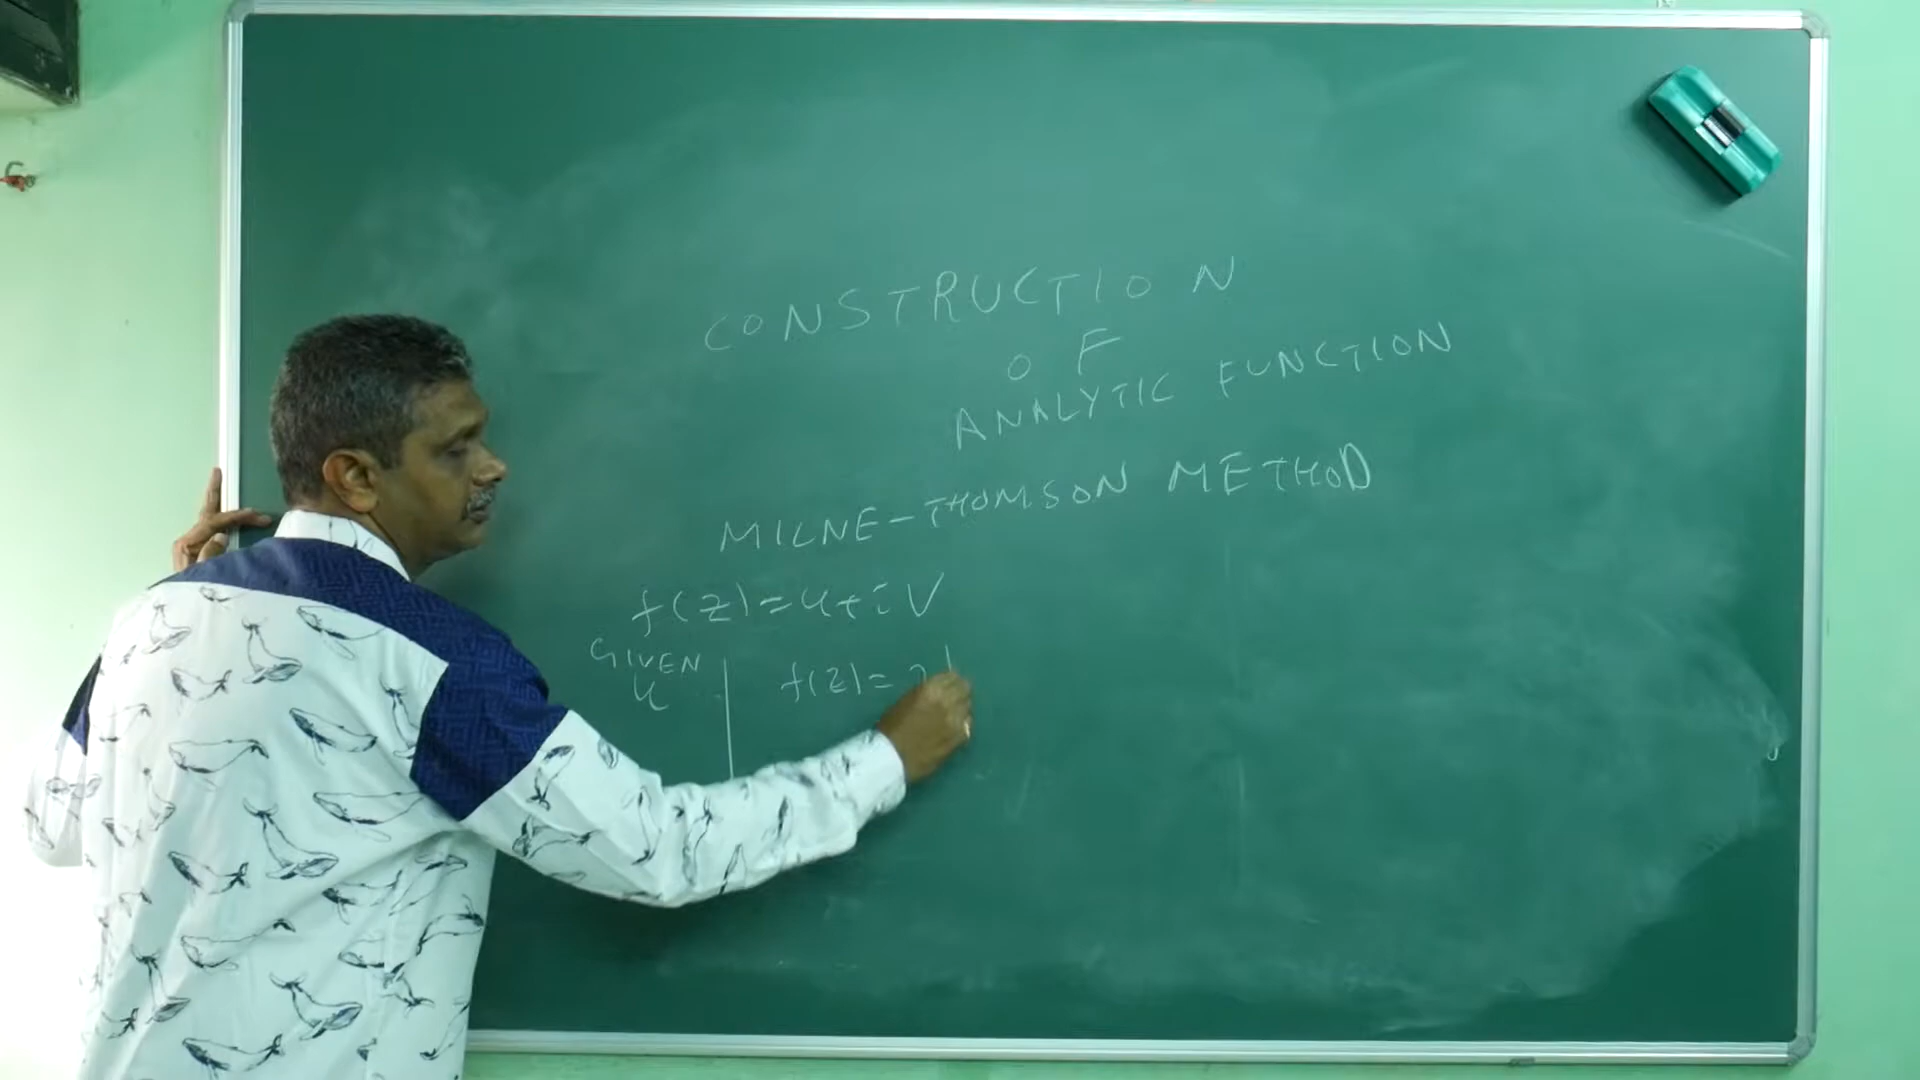 CONSTRUCTION
OF
ANALYTIC FUNCTION
MILNE-THOMSON METHOD
f(z)=u+iV
GIVEN
u
f(z)=